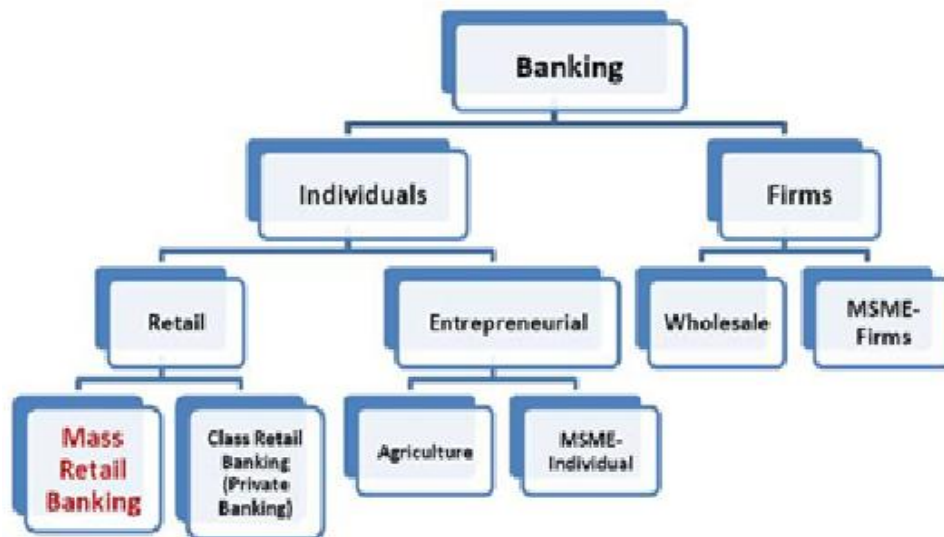 Banking
Individuals
Firms
Retail
Entrepreneurial
Wholesale
MSME-
Firms
Mass
Retail
Banking
Class Retail
Banking
(Private
Banking)
Agriculture
MSME-
Individual